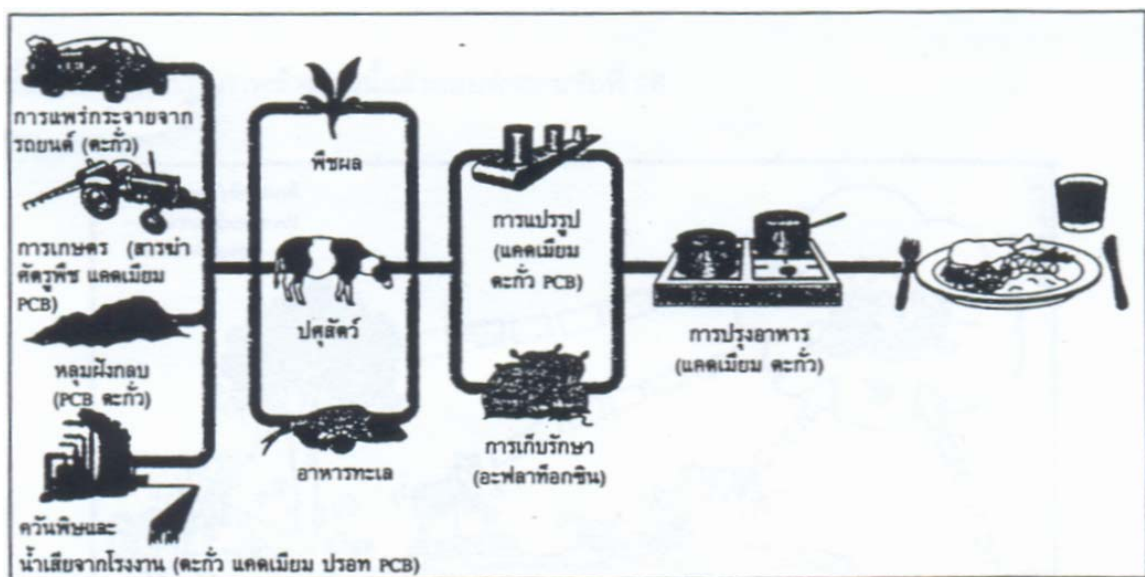 การแพร่กระจายจาก
รถยนต์ (ตะกั่ว)
การเกษตร (สารฆ่า
ศัตรูพืช แคดเมียม
PCB)
หลุมฝังกลบ
(PCB ตะกั่ว)
ควันพิษและ
น้ำเสียจากโรงงาน (ตะกั่ว แคดเมียม ปรอท PCB)
พืชผล
ปศุสัตว์
อาหารทะเล
การแปรรูป
(แคดเมียม
ตะกั่ว PCB)
การเก็บรักษา
(อะฟลาท็อกซิน)
การปรุงอาหาร
(แคดเมียม ตะกั่ว)